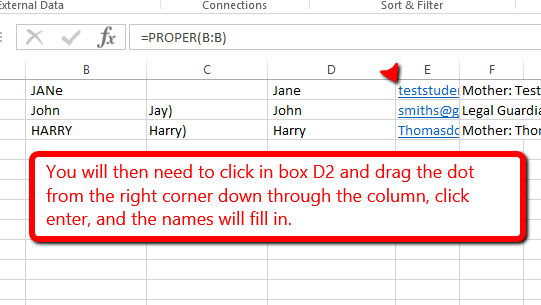 External Data Connections Sort & Filter
fx =PROPER(B:B)
B C D E F
JANe Jane teststude Mother: Test
John Jay) John smiths@g Legal Guardia
HARRY Harry) Harry Thomasdo Mother: Tho
You will then need to click in box D2 and drag the dot
from the right corner down through the column, click
enter, and the names will fill in.